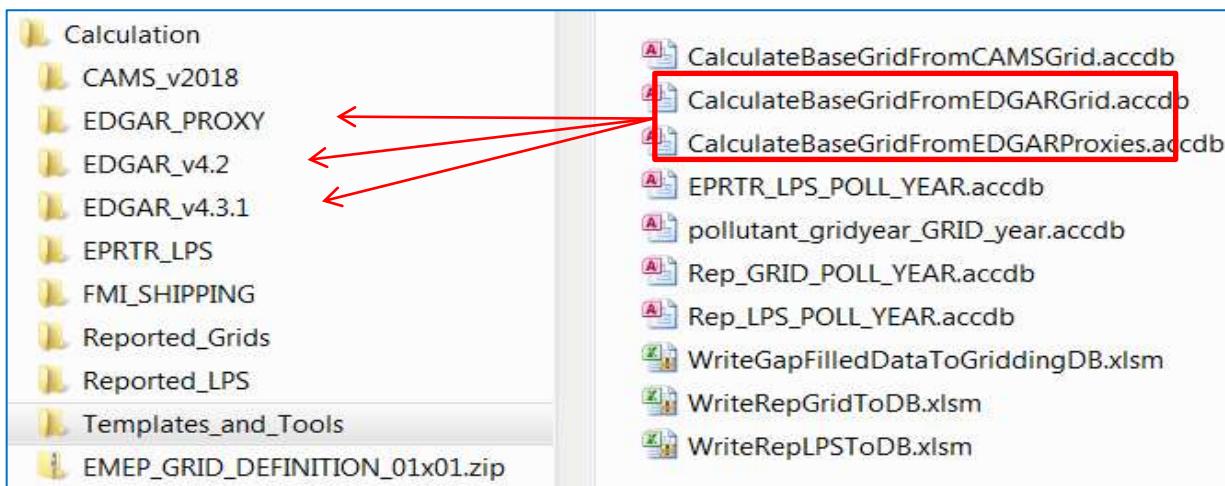 Calculation
CAMS_v2018
EDGAR_PROXY
EDGAR_v4.2
EDGAR_v4.3.1
EPRTR_LPS
FMI_SHIPPING
Reported_Grids
Reported_LPS
Templates_and_Tools
EMEP_GRID_DEFINITION_01x01.zip
CalculateBaseGridFromCAMSGrid.accdb
CalculateBaseGridFromEDGARGrid.accdb
CalculateBaseGridFromEDGARProxies.accdb
EPRTR_LPS_POLL_YEAR.accdb
pollutant_gridyear_GRID_year.accdb
Rep_GRID_POLL_YEAR.accdb
Rep_LPS_POLL_YEAR.accdb
WriteGapFilledDataToGriddingDB.xlsm
WriteRepGridToDB.xlsm
WriteRepLPSToDB.xlsm